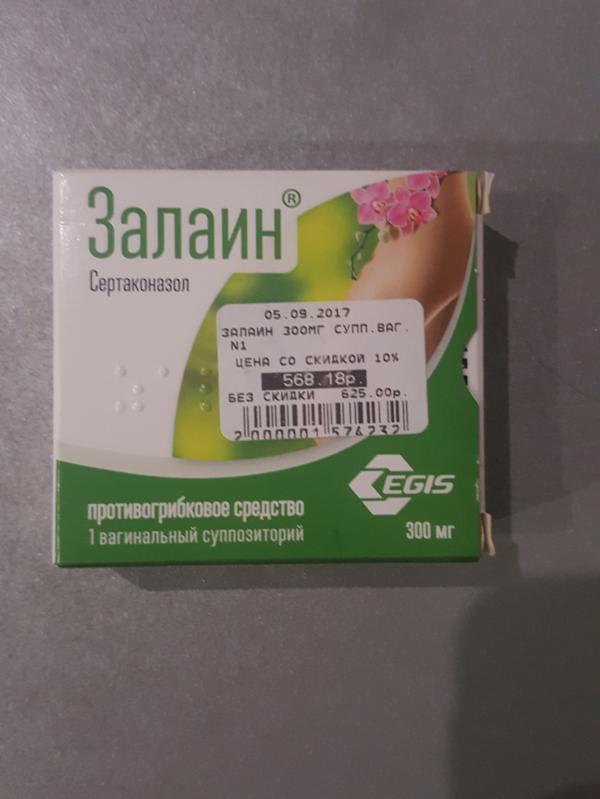 Залаин®
Сертаконазол
05.09.2017
ЗАЛАИН 300МГ СУПП.ВАГ.
N1
ЦЕНА СО СКИДКОЙ 10%
568.18р.
БЕЗ СКИДКИ 625.00р.
2000001574232
EGIS
противогрибковое средство
1 вагинальный суппозиторий
300 мг